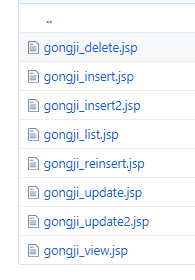 ..
gongji_delete.jsp
gongji_insert.jsp
gongji_insert2.jsp
gongji_list.jsp
gongji_reinsert.jsp
gongji_update.jsp
gongji_update2.jsp
gongji_view.jsp